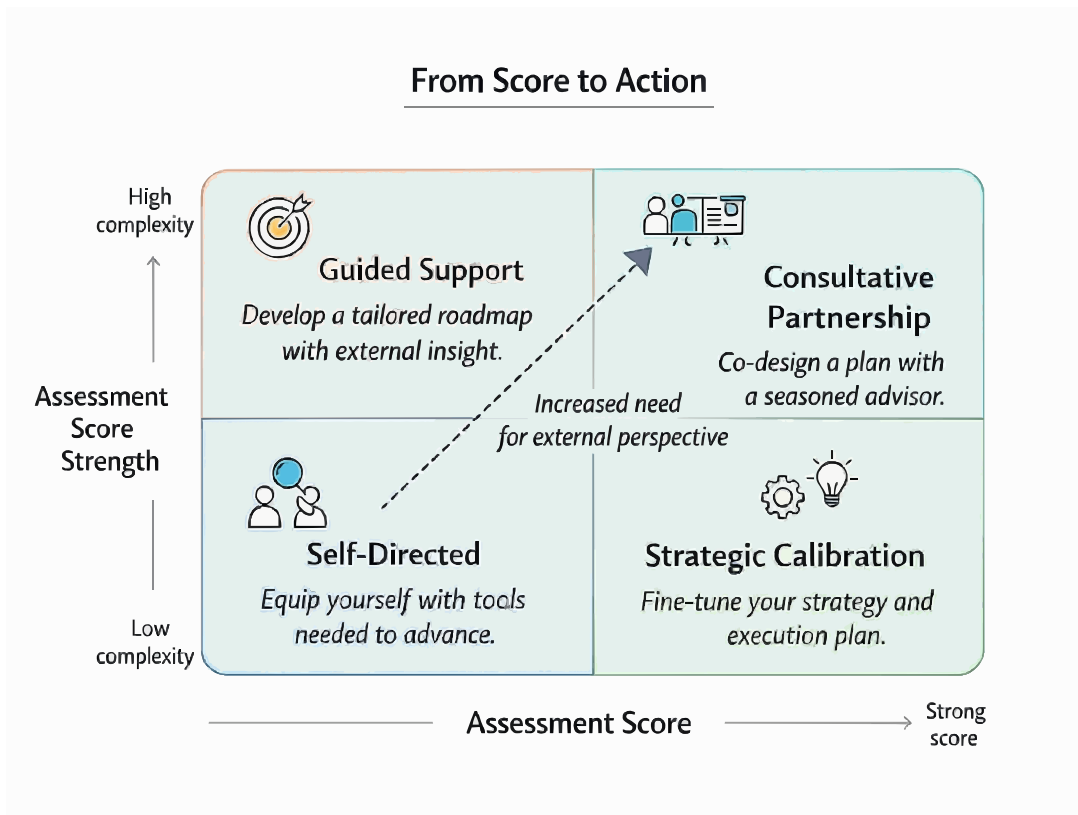 From Score to Action
High
complexity
Assessment
Score
Strength
Low
complexity
Guided Support
Develop a tailored roadmap
with external insight.
Consultative
Partnership
Co-design a plan with
a seasoned advisor.
Increased need
for external perspective
Self-Directed
Equip yourself with tools
needed to advance.
Strategic Calibration
Fine-tune your strategy and
execution plan.
Assessment Score
Strong
score